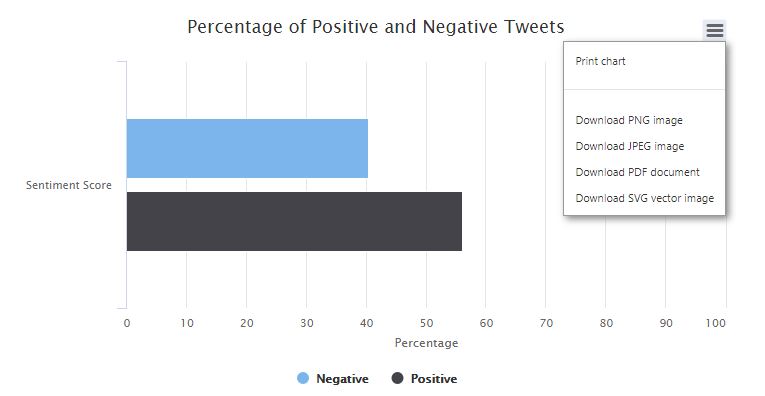 Percentage of Positive and Negative Tweets
Print chart
Download PNG image
Download JPEG image
Download PDF document
Download SVG vector image
Sentiment Score
0 10 20 30 40 50 60 70 80 90 100
Percentage
Negative Positive